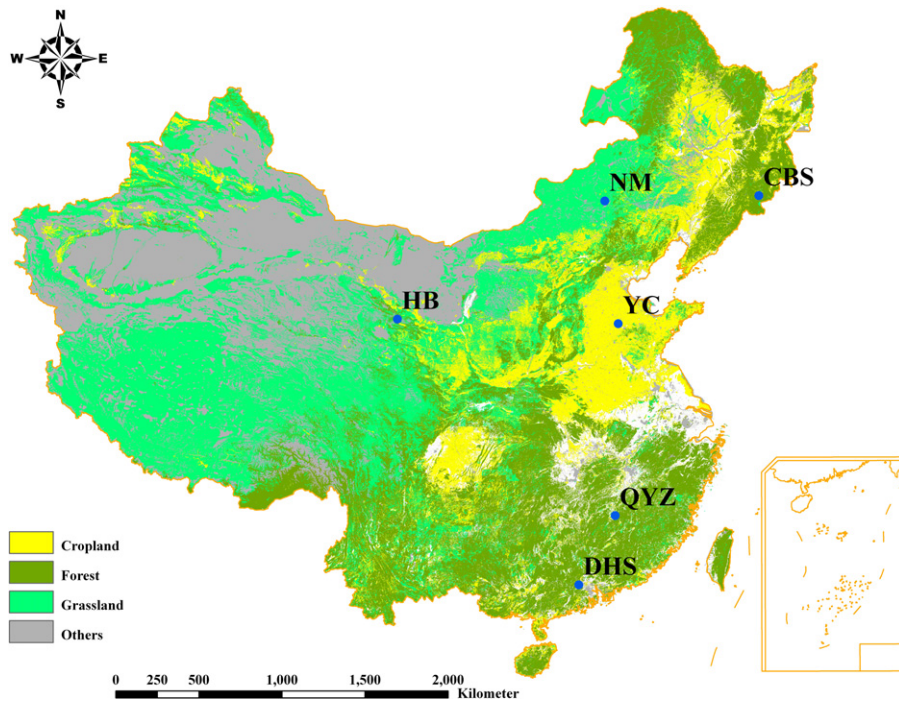 N
W E
S
NM
CBS
HB
YC
QYZ
DHS
Cropland
Forest
Grassland
Others
0 250 500 1,000 1,500 2,000
Kilometer